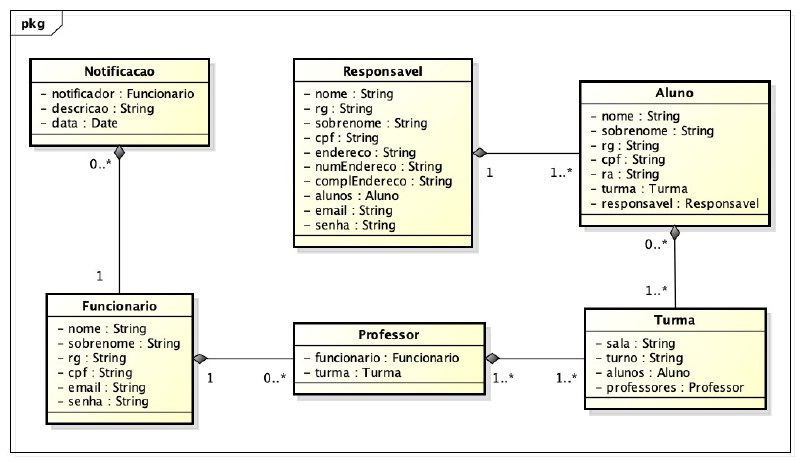 pkg
Notificacao
- notificador : Funcionario
- descricao : String
- data : Date
0..*
1
Responsavel
- nome : String
- rg : String
- sobrenome : String
- cpf : String
- endereco : String
- numEndereco : String
- complEndereco : String
- alunos : Aluno
- email : String
- senha : String
1
1..*
Aluno
- nome : String
- sobrenome : String
- rg : String
- cpf : String
- ra : String
- turma : Turma
- responsavel : Responsavel
0..*
1..*
Funcionario
- nome : String
- sobrenome : String
- rg : String
- cpf : String
- email : String
- senha : String
1
0..*
Professor
- funcionario : Funcionario
- turma : Turma
1..*
1..*
Turma
- sala : String
- turno : String
- alunos : Aluno
- professores : Professor